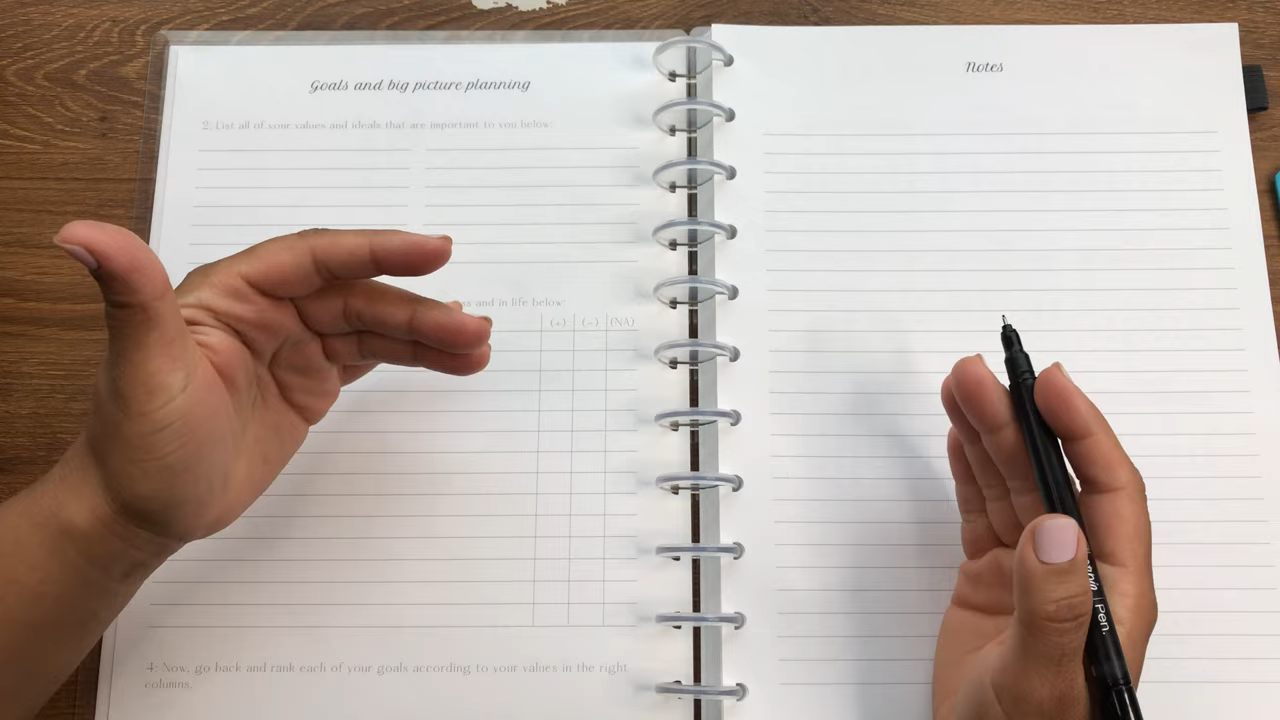 Goals and big picture planning
2: List all of your values and ideals that are important to you below:
and in life below:
(+) (-) (NA)
4: Now, go back and rank each of your goals according to your values in the right
columns.
Notes
Pen.